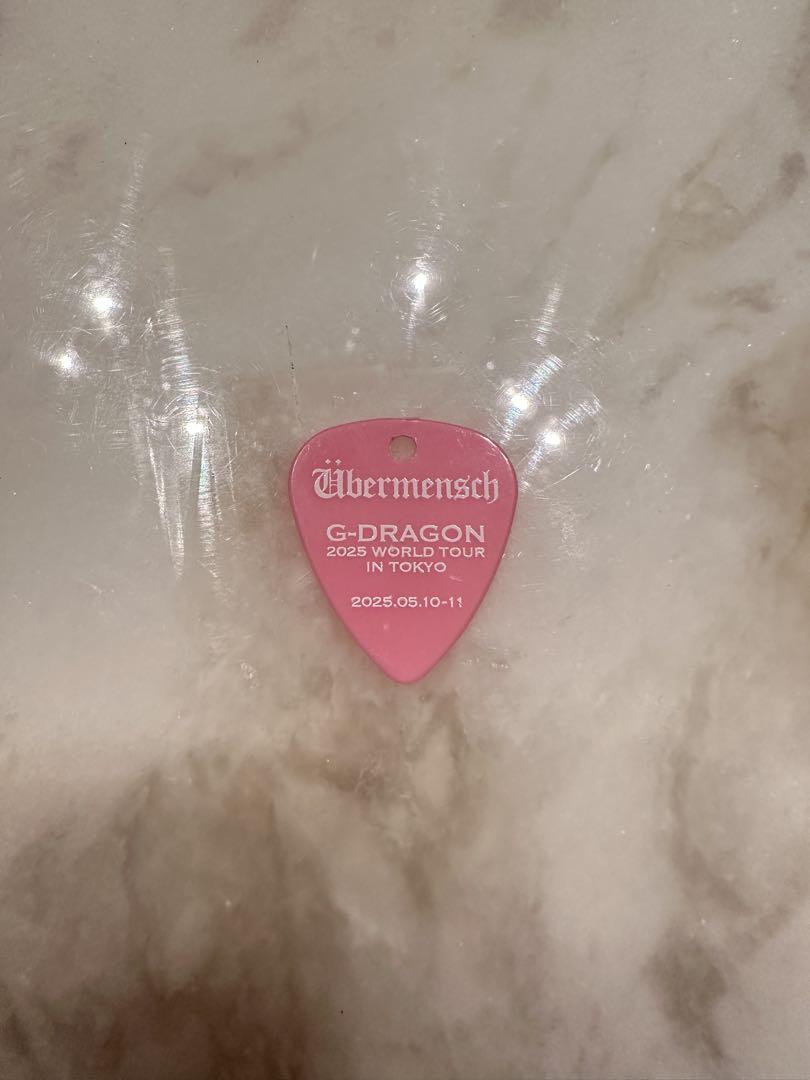 Übermensch
G-DRAGON
2025 WORLD TOUR
IN TOKYO
2025.05.10-11